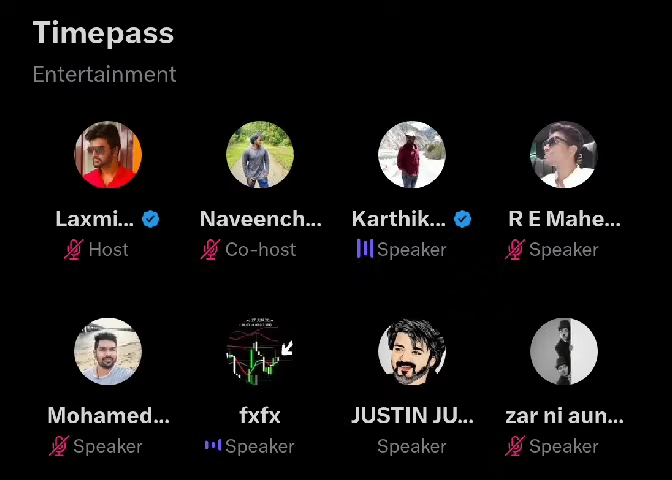 Timepass
Entertainment
Laxmi... Naveench... Karthik... R E Mahe...
Host Co-host Speaker Speaker
Mohamed... fxfx JUSTIN JU... zar ni aun...
Speaker Speaker Speaker Speaker